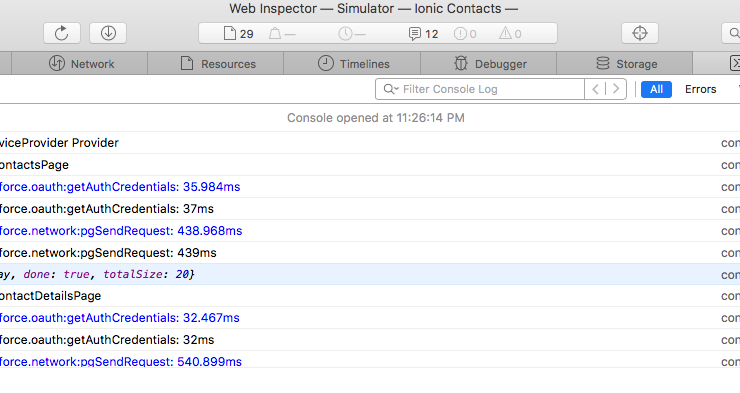 Web Inspector — Simulator — Ionic Contacts —
29 — — 12 0 0
Network Resources Timelines Debugger Storage
Filter Console Log All Errors
Console opened at 11:26:14 PM
viceProvider Provider con
ontactsPage con
force.oauth:getAuthCredentials: 35.984ms con
force.oauth:getAuthCredentials: 37ms con
force.network:pgSendRequest: 438.968ms con
force.network:pgSendRequest: 439ms con
ay, done: true, totalSize: 20} con
ontactDetailsPage con
force.oauth:getAuthCredentials: 32.467ms con
force.oauth:getAuthCredentials: 32ms con
force.network:pgSendRequest: 540.899ms con